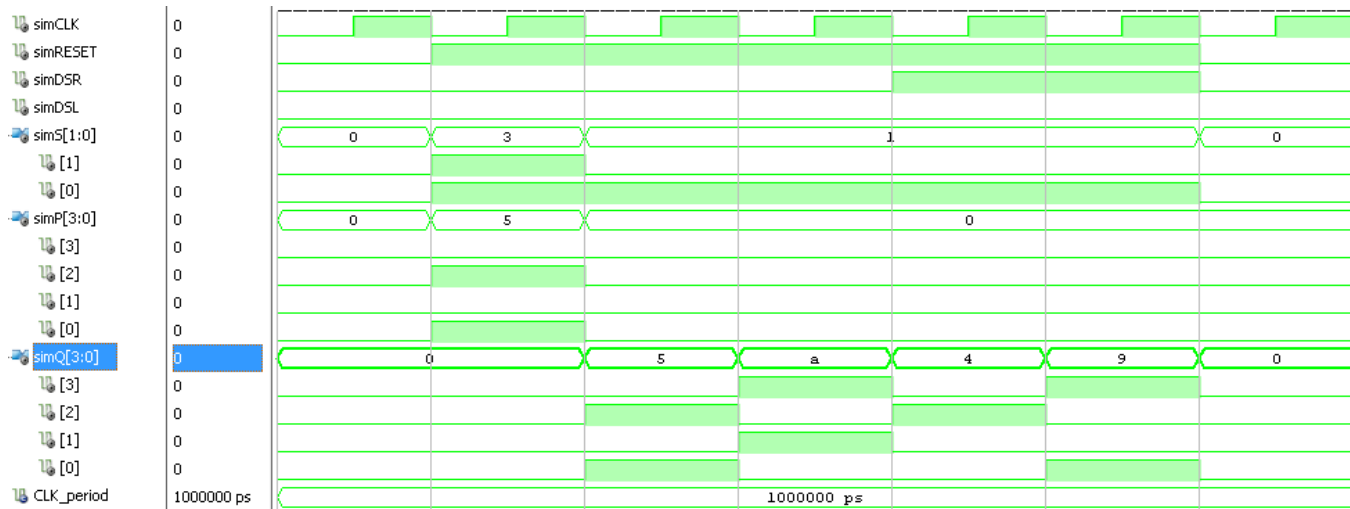 simCLK 0
simRESET 0
simDSR 0
simDSL 0
simS[1:0] 0 0 3 1 0
[1] 0
[0] 0
simP[3:0] 0 0 5 0
[3] 0
[2] 0
[1] 0
[0] 0
simQ[3:0] 0 0 5 a 4 9 0
[3] 0
[2] 0
[1] 0
[0] 0
CLK_period 1000000 ps 1000000 ps